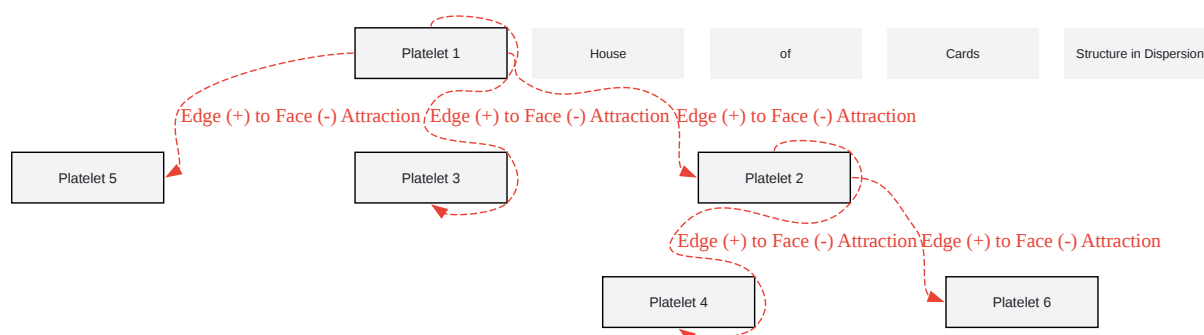 Platelet 1
House
of
Cards
Structure in Dispersion
Edge (+) to Face (-) Attraction
Edge (+) to Face (-) Attraction
Edge (+) to Face (-) Attraction
Platelet 5
Platelet 3
Platelet 2
Edge (+) to Face (-) Attraction
Edge (+) to Face (-) Attraction
Platelet 4
Platelet 6